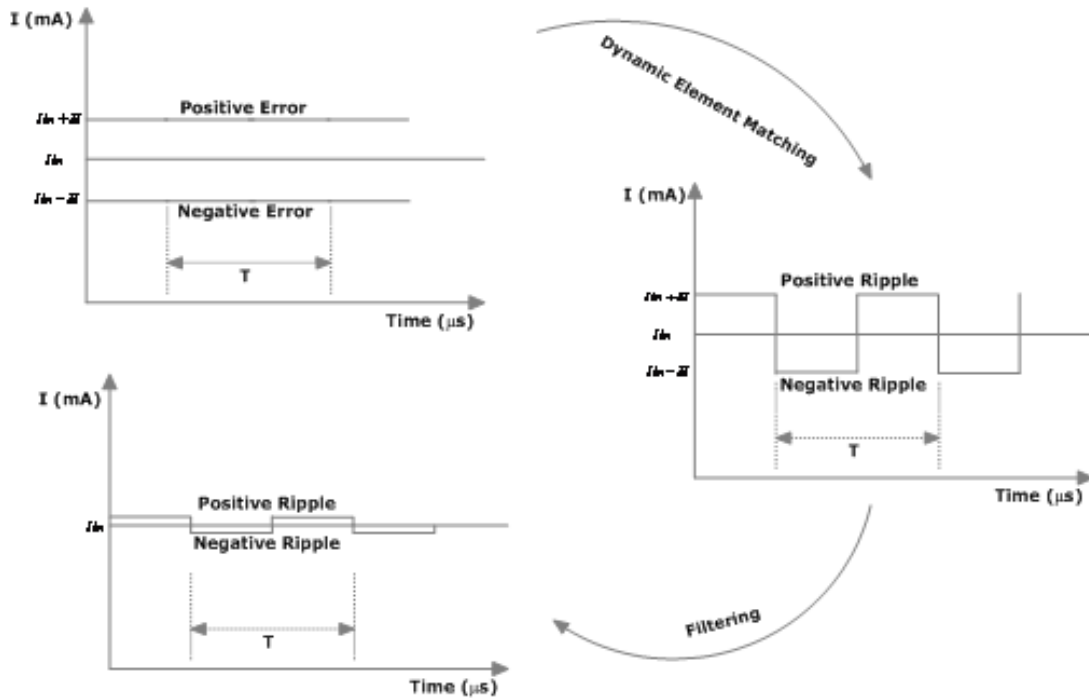 I (mA)
Positive Error
Negative Error
T
Time (μs)
Dynamic Element Matching
I (mA)
Positive Ripple
Negative Ripple
T
Time (μs)
Filtering
I (mA)
Positive Ripple
Negative Ripple
T
Time (μs)